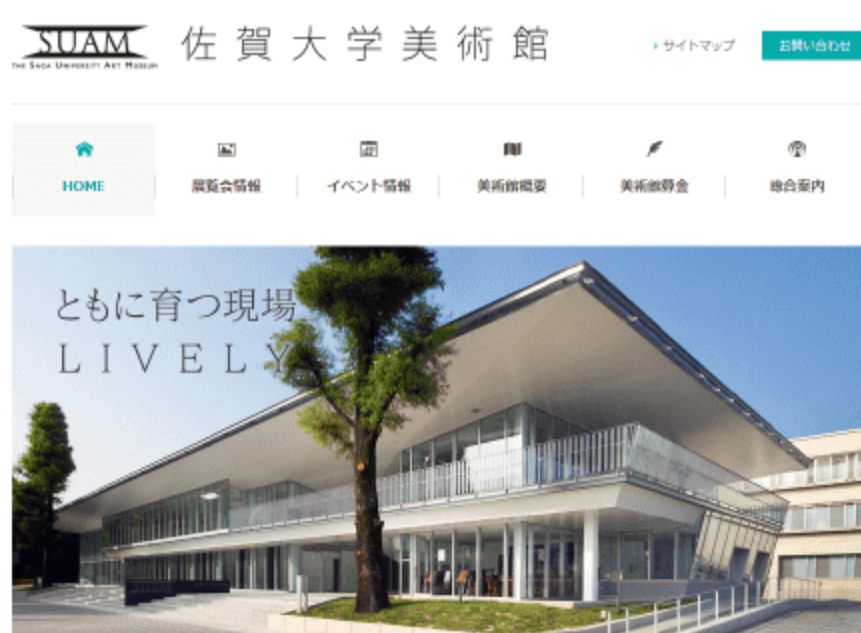 SUAM
THE SAGA UNIVERSITY ART MUSEUM
佐賀大学美術館
サイトマップ
お問い合わせ
HOME
展覧会情報
イベント情報
美術館概要
美術館募金
総合案内
ともに育つ現場
LIVELY